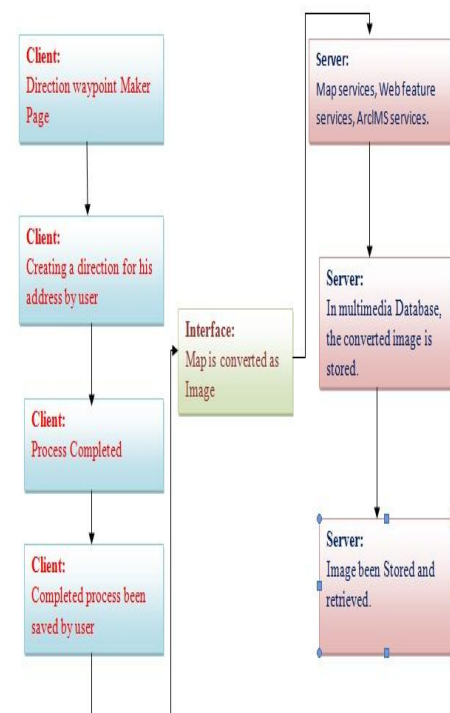 Client:
Direction waypoint Maker
Page
Client:
Creating a direction for his
address by user
Client:
Process Completed
Client:
Completed process been
saved by user
Interface:
Map is converted as
Image
Server:
Map services, Web feature
services, ArcIMS services.
Server:
In multimedia Database,
the converted image is
stored.
Server:
Image been Stored and
retrieved.